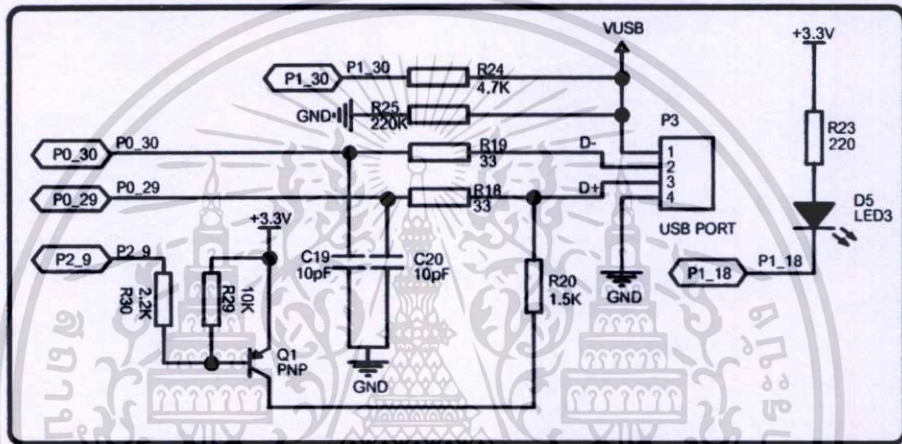 VUSB
+3.3V
P1_30
P1_30
R24
4.7K
GND
R25
220K
P3
R23
220
P0_30
P0_30
R19
33
D-
1
2
3
4
P0_29
P0_29
R18
33
D+
USB PORT
D5
LED3
+3.3V
P2_9
P2_9
C19
10pF
C20
10pF
R20
1.5K
GND
P1_18
P1_18
2.2K
R30
10K
R29
Q1
PNP
GND